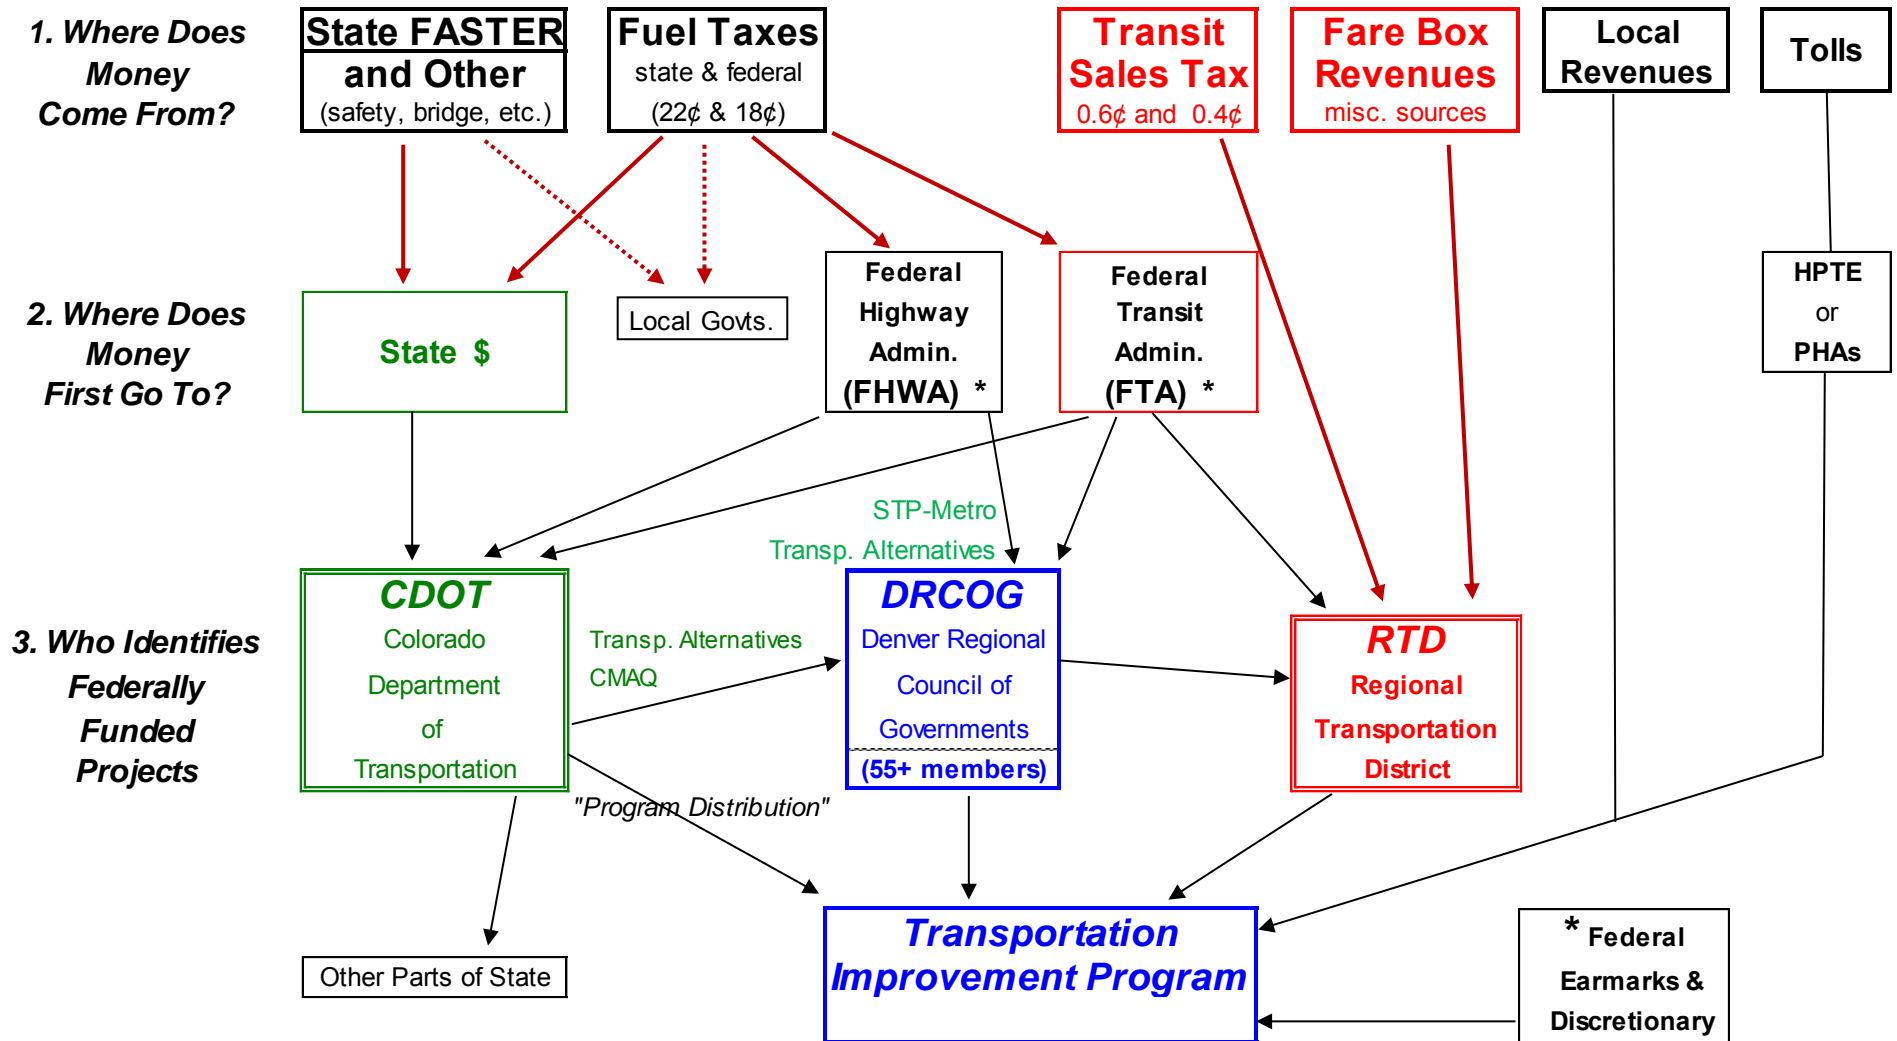 1. Where Does
Money
Come From?
State FASTER
and Other
(safety, bridge, etc.)
Fuel Taxes
state & federal
(22¢ & 18¢)
Transit
Sales Tax
0.6¢ and 0.4¢
Fare Box
Revenues
misc. sources
Local
Revenues
Tolls
2. Where Does
Money
First Go To?
State $
Local Govts.
Federal
Highway
Admin.
(FHWA) *
Federal
Transit
Admin.
(FTA) *
HPTE
or
PHAs
STP-Metro
Transp. Alternatives
3. Who Identifies
Federally
Funded
Projects
CDOT
Colorado
Department
of
Transportation
Transp. Alternatives
CMAQ
DRCOG
Denver Regional
Council of
Governments
(55+ members)
RTD
Regional
Transportation
District
"Program Distribution"
Other Parts of State
Transportation
Improvement Program
* Federal
Earmarks &
Discretionary